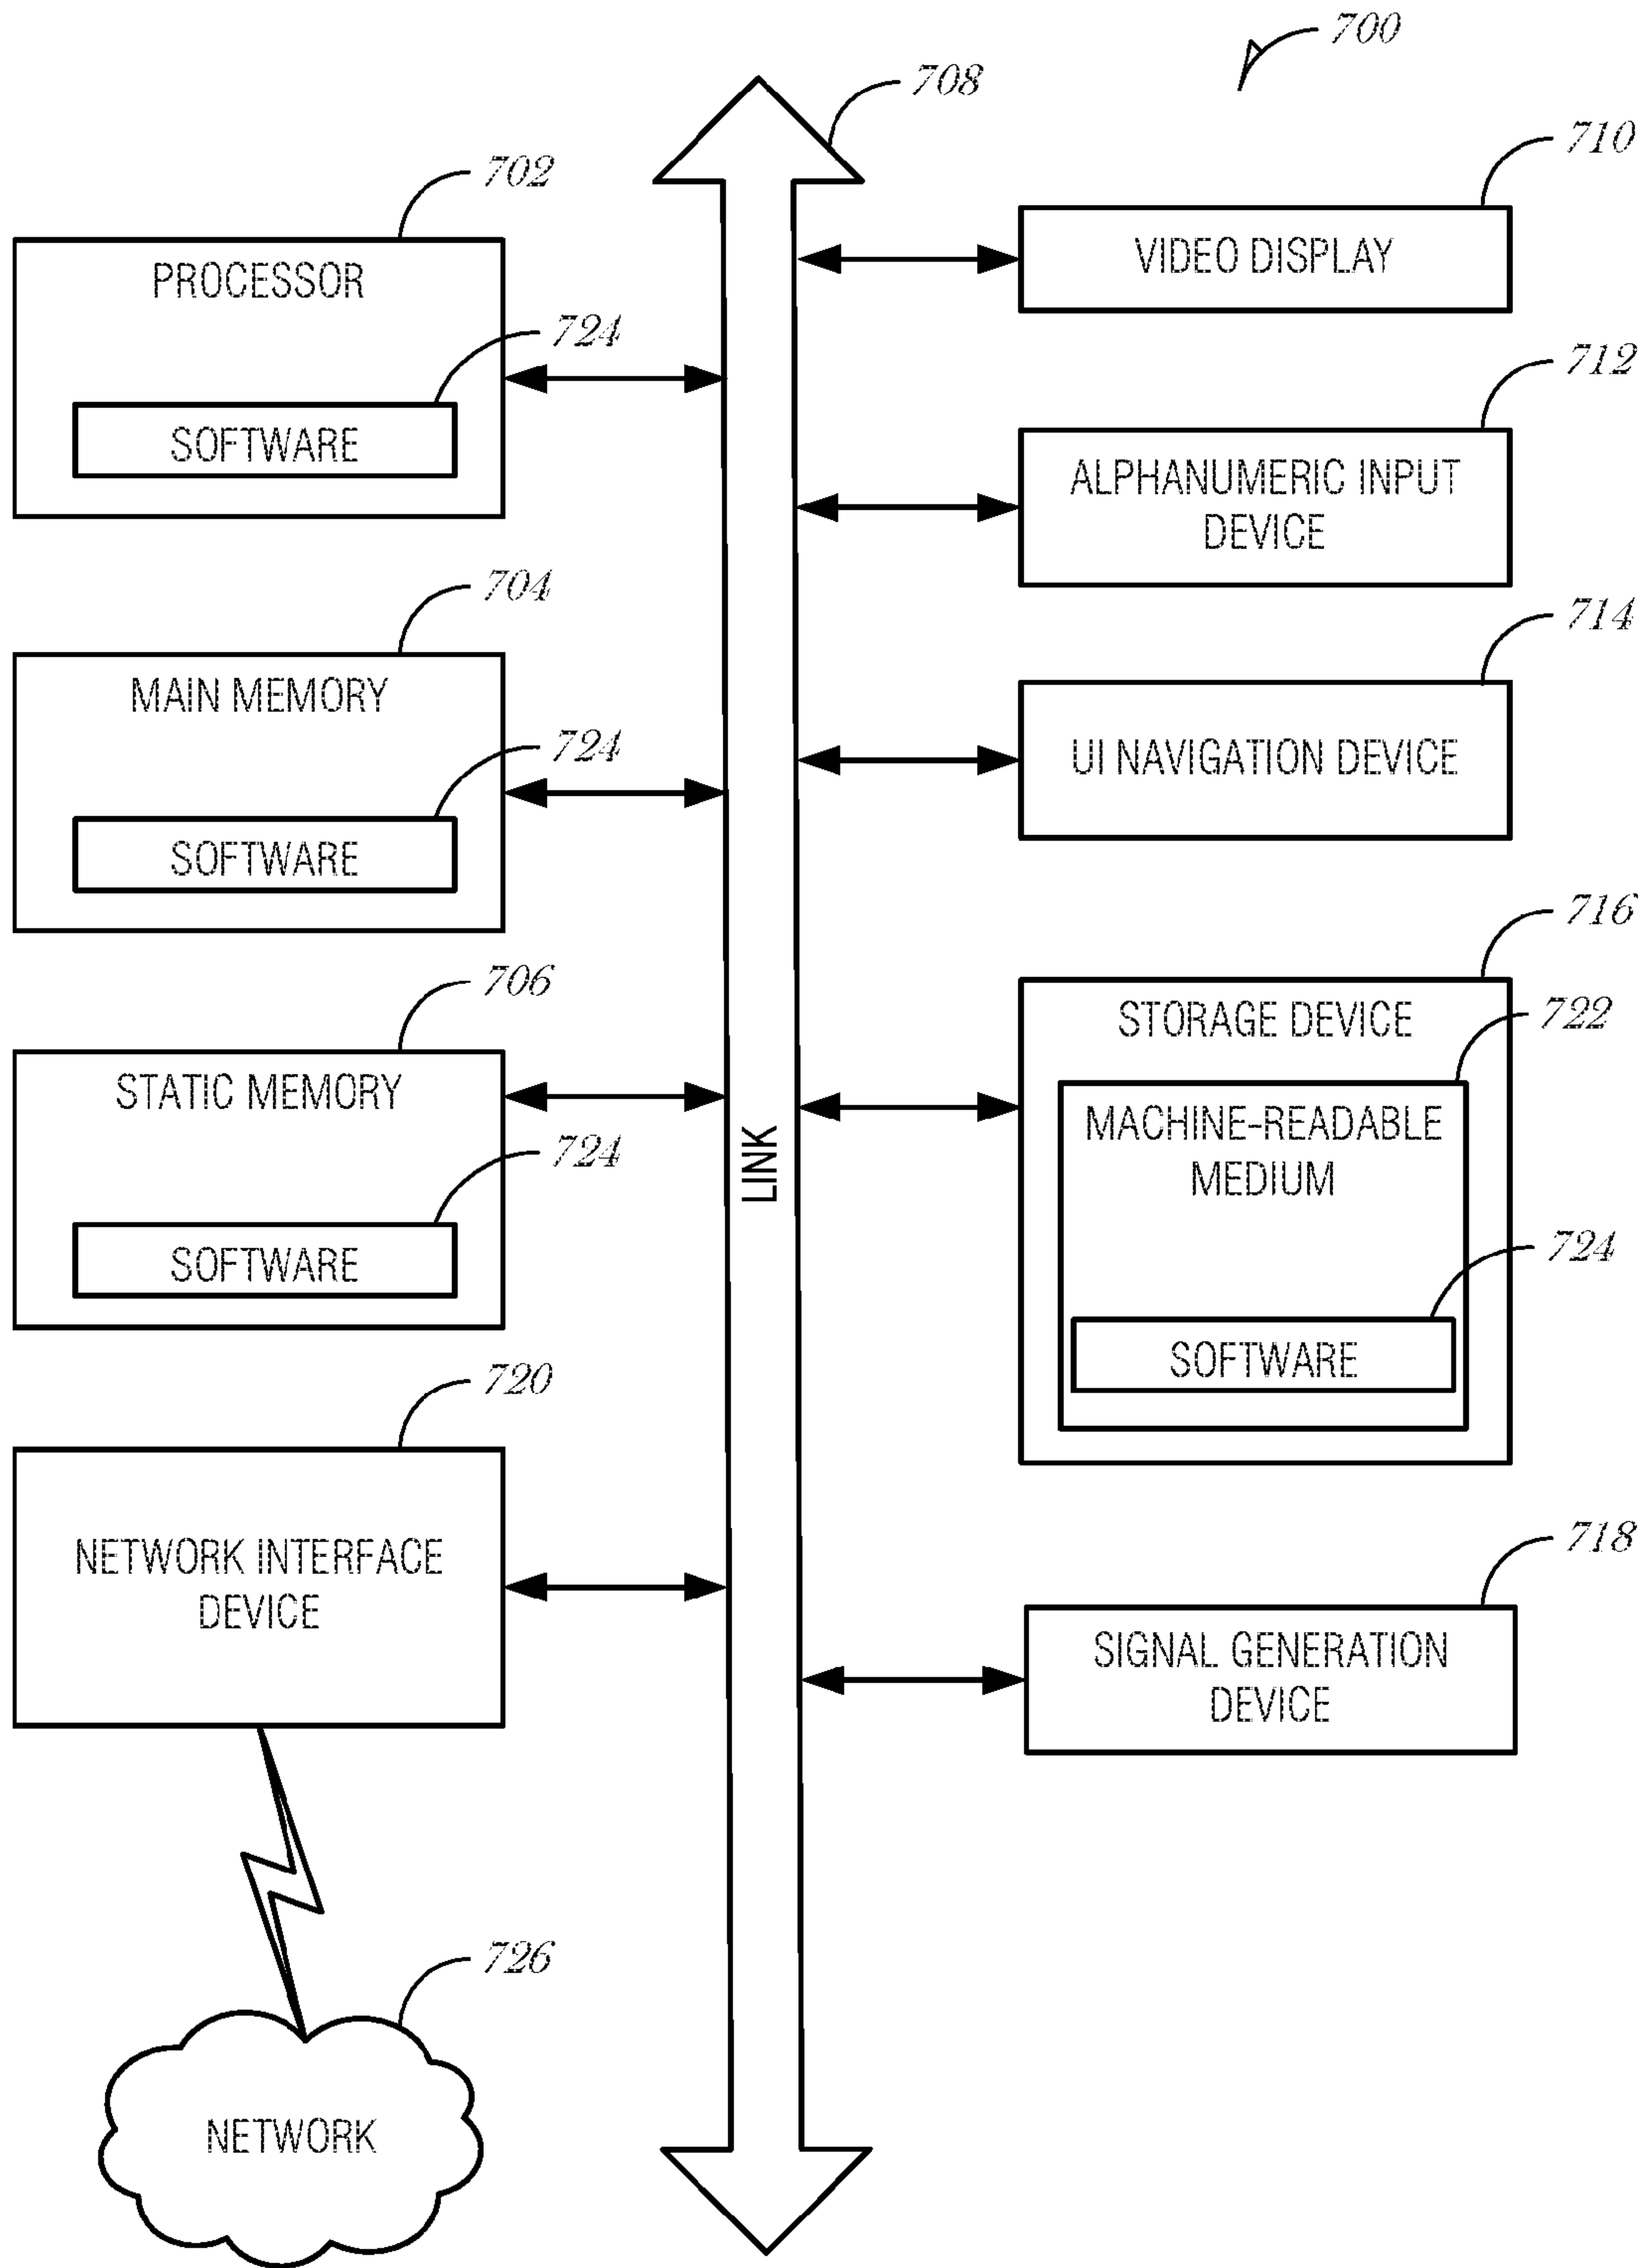 700
708
702
PROCESSOR
724
SOFTWARE
704
MAIN MEMORY
724
SOFTWARE
706
STATIC MEMORY
724
SOFTWARE
720
NETWORK INTERFACE
DEVICE
726
NETWORK
LINK
710
VIDEO DISPLAY
712
ALPHANUMERIC INPUT
DEVICE
714
UI NAVIGATION DEVICE
716
STORAGE DEVICE
722
MACHINE-READABLE
MEDIUM
724
SOFTWARE
718
SIGNAL GENERATION
DEVICE